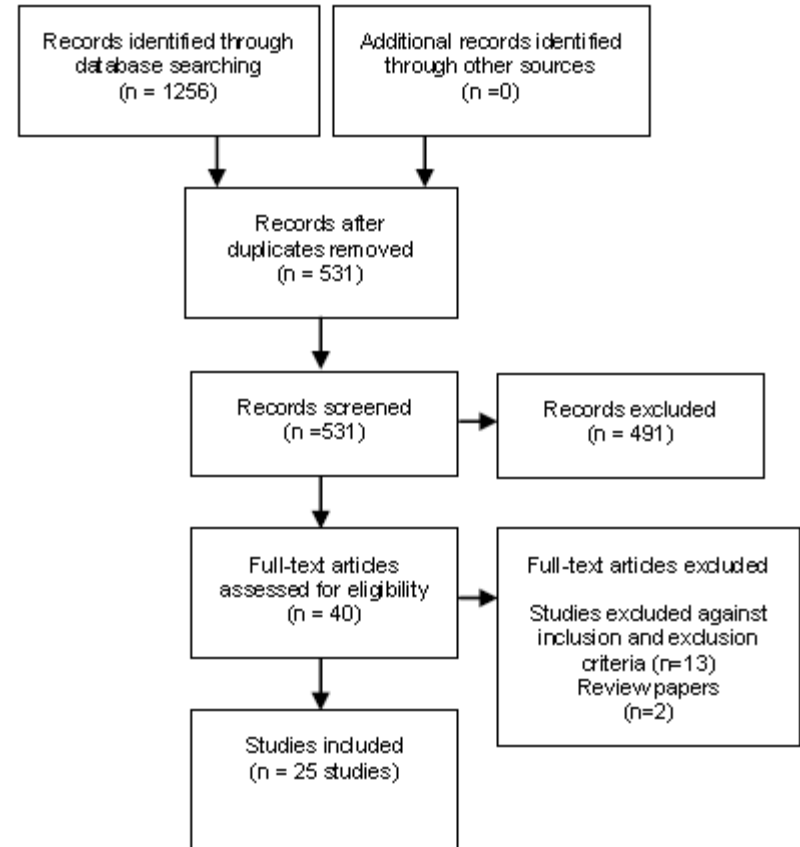 Records identified through
database searching
(n = 1256)
Additional records identified
through other sources
(n =0)
Records after
duplicates removed
(n = 531)
Records screened
(n =531)
Records excluded
(n = 491)
Full-text articles
assessed for eligibility
(n = 40)
Full-text articles excluded
Studies excluded against
inclusion and exclusion
criteria (n=13)
Review papers
(n=2)
Studies included
(n = 25 studies)